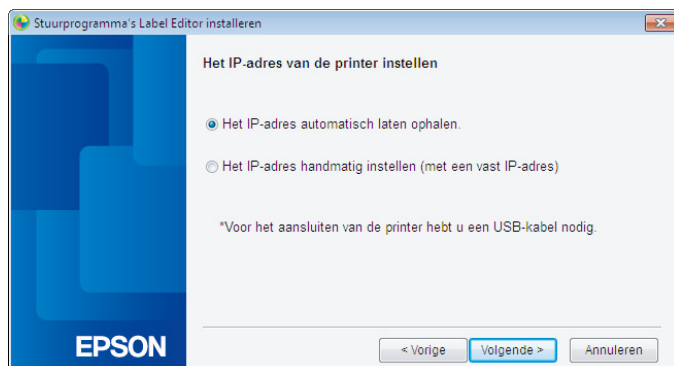 Stuurprogramma's Label Editor installeren
Het IP-adres van de printer instellen
Het IP-adres automatisch laten ophalen.
Het IP-adres handmatig instellen (met een vast IP-adres)
*Voor het aansluiten van de printer hebt u een USB-kabel nodig.
EPSON
< Vorige Volgende > Annuleren